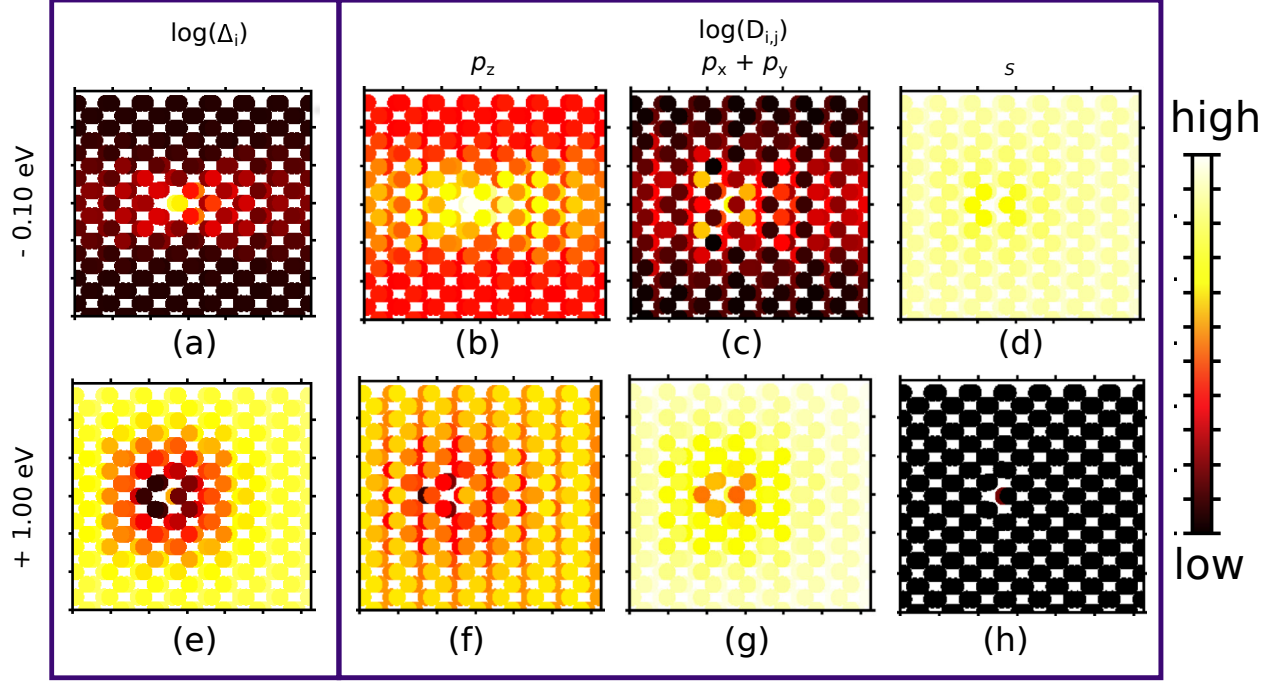 log(Δi)
log(Di,j)
pz
px + py
s
- 0.10 eV
(a)
(b)
(c)
(d)
+ 1.00 eV
(e)
(f)
(g)
(h)
high
low